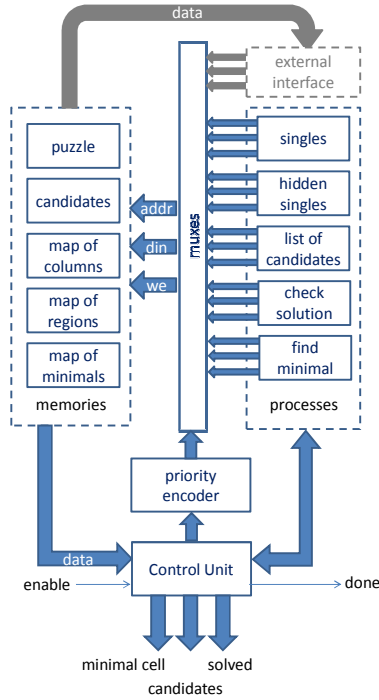 data
external
interface
muxes
puzzle
candidates
map of
columns
map of
regions
map of
minimals
memories
addr
din
we
singles
hidden
singles
list of
candidates
check
solution
find
minimal
processes
priority
encoder
data
Control Unit
enable
done
minimal cell
solved
candidates